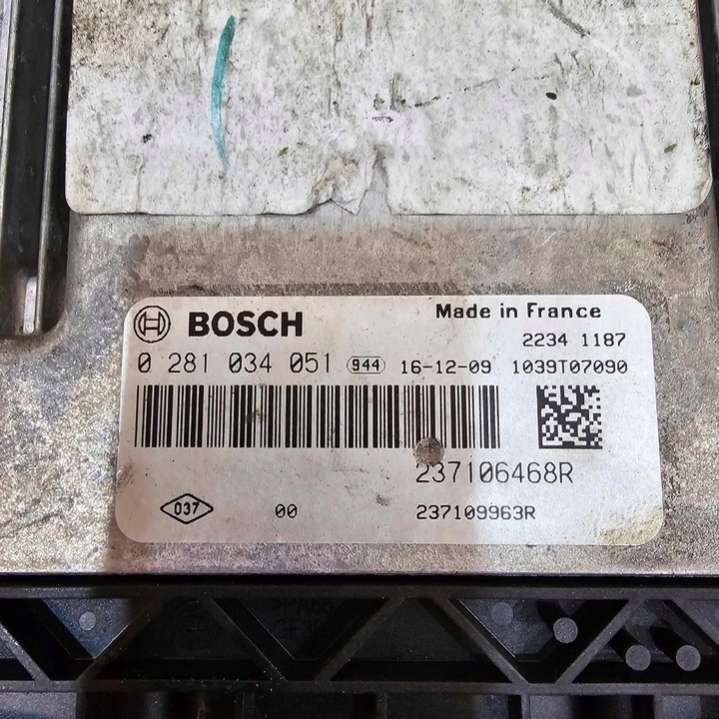 BOSCH
Made in France
2234 1187
0 281 034 051 944 16-12-09 1039T07090
237106468R
037 00 237109963R